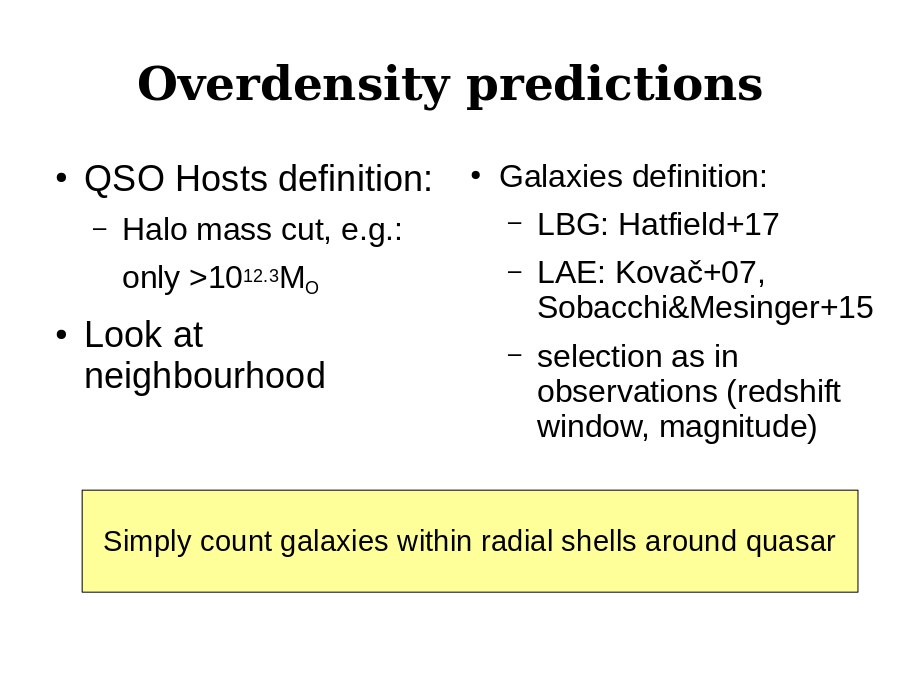 Overdensity predictions
• QSO Hosts definition:
– Halo mass cut, e.g.:
only >10^12.3M_O
• Look at
neighbourhood
• Galaxies definition:
– LBG: Hatfield+17
– LAE: Kovač+07,
Sobacchi&Mesinger+15
– selection as in
observations (redshift
window, magnitude)
Simply count galaxies within radial shells around quasar